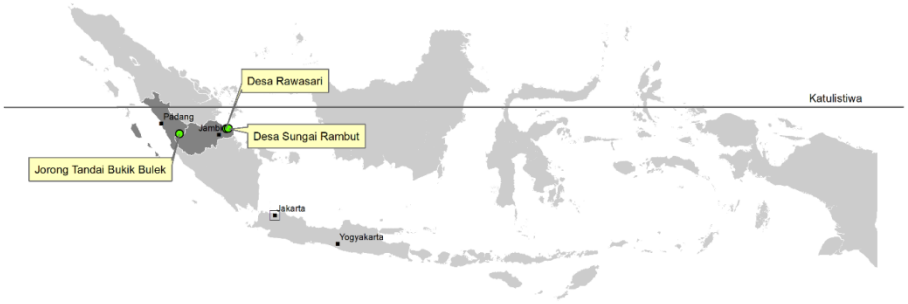 Desa Rawasari
Katulistiwa
Padang
Jambi
Desa Sungai Rambut
Jorong Tandai Bukik Bulek
Jakarta
Yogyakarta